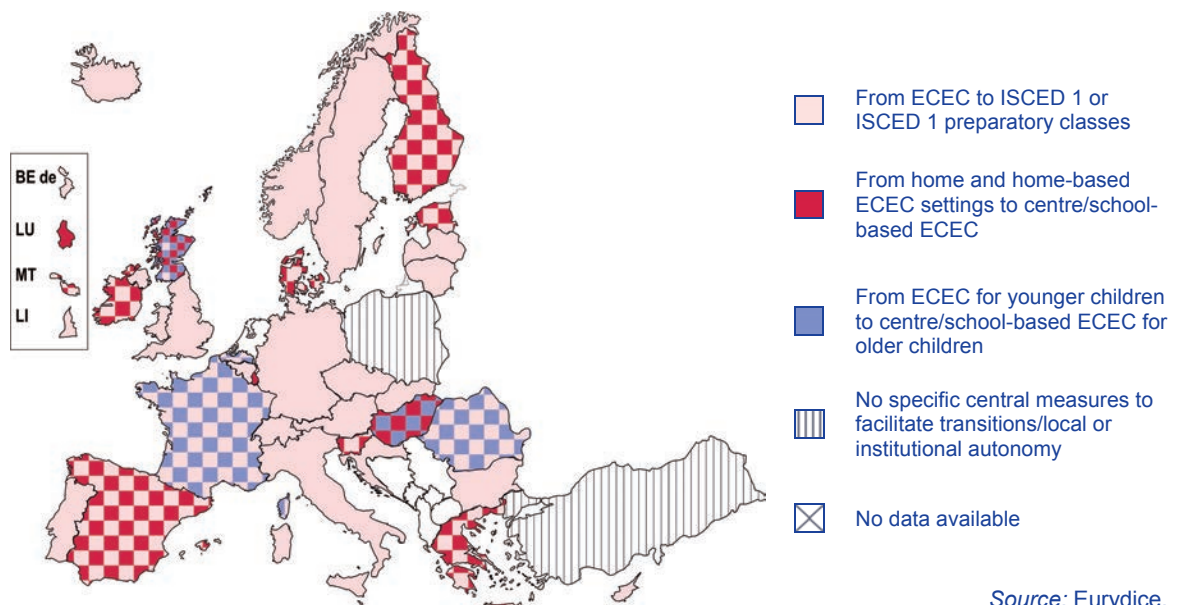 BE de
LU
MT
LI
From ECEC to ISCED 1 or
ISCED 1 preparatory classes
From home and home-based
ECEC settings to centre/school-
based ECEC
From ECEC for younger children
to centre/school-based ECEC for
older children
No specific central measures to
facilitate transitions/local or
institutional autonomy
No data available
Source: Eurydice.